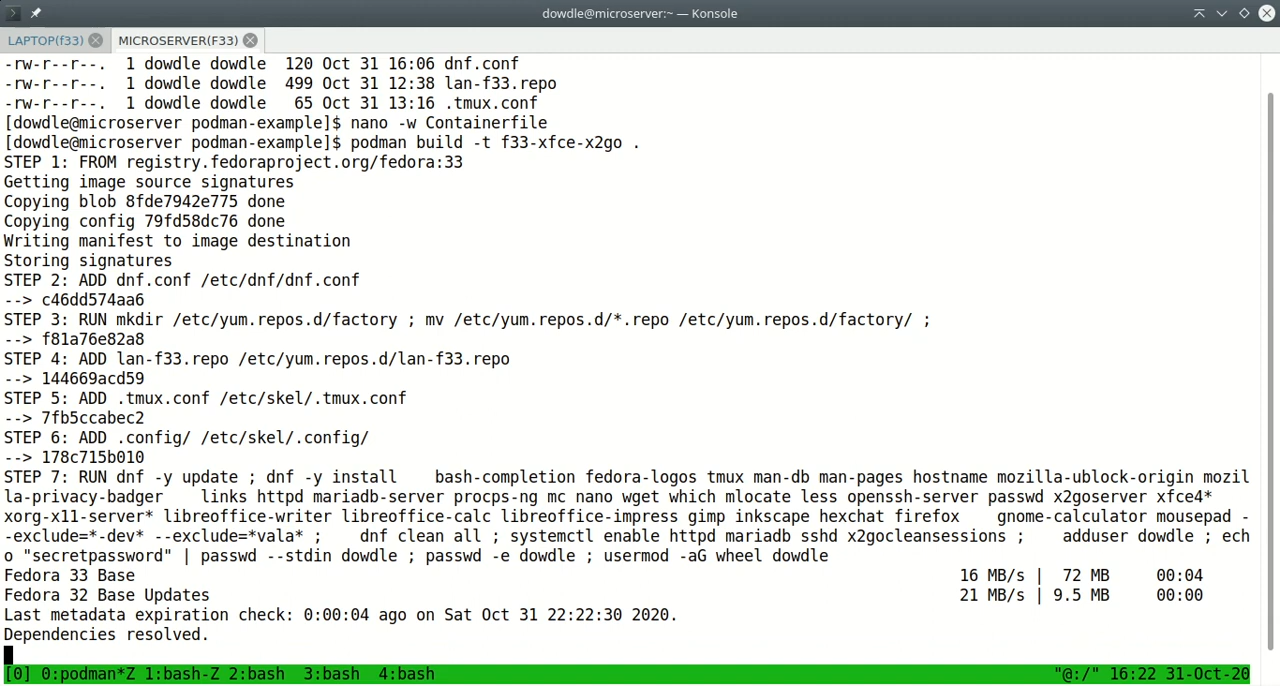 dowdle@microserver:~ — Konsole
LAPTOP(f33) MICROSERVER(F33)
-rw-r--r--.  1 dowdle dowdle  120 Oct 31 16:06 dnf.conf
-rw-r--r--.  1 dowdle dowdle  499 Oct 31 12:38 lan-f33.repo
-rw-r--r--.  1 dowdle dowdle   65 Oct 31 13:16 .tmux.conf
[dowdle@microserver podman-example]$ nano -w Containerfile
[dowdle@microserver podman-example]$ podman build -t f33-xfce-x2go .
STEP 1: FROM registry.fedoraproject.org/fedora:33
Getting image source signatures
Copying blob 8fde7942e775 done
Copying config 79fd58dc76 done
Writing manifest to image destination
Storing signatures
STEP 2: ADD dnf.conf /etc/dnf/dnf.conf
--> c46dd574aa6
STEP 3: RUN mkdir /etc/yum.repos.d/factory ; mv /etc/yum.repos.d/*.repo /etc/yum.repos.d/factory/ ;
--> f81a76e82a8
STEP 4: ADD lan-f33.repo /etc/yum.repos.d/lan-f33.repo
--> 144669acd59
STEP 5: ADD .tmux.conf /etc/skel/.tmux.conf
--> 7fb5ccabec2
STEP 6: ADD .config/ /etc/skel/.config/
--> 178c715b010
STEP 7: RUN dnf -y update ; dnf -y install    bash-completion fedora-logos tmux man-db man-pages hostname mozilla-ublock-origin mozil
la-privacy-badger    links httpd mariadb-server procps-ng mc nano wget which mlocate less openssh-server passwd x2goserver xfce4*
xorg-x11-server* libreoffice-writer libreoffice-calc libreoffice-impress gimp inkscape hexchat firefox    gnome-calculator mousepad -
-exclude=*-dev* --exclude=*vala* ;    dnf clean all ; systemctl enable httpd mariadb sshd x2gocleansessions ;    adduser dowdle ; ech
o "secretpassword" | passwd --stdin dowdle ; passwd -e dowdle ; usermod -aG wheel dowdle
Fedora 33 Base                                                                                        16 MB/s |  72 MB     00:04
Fedora 32 Base Updates                                                                                21 MB/s | 9.5 MB     00:00
Last metadata expiration check: 0:00:04 ago on Sat Oct 31 22:22:30 2020.
Dependencies resolved.
[0] 0:podman*Z 1:bash-Z 2:bash  3:bash  4:bash                                                                  "@:/" 16:22 31-Oct-20